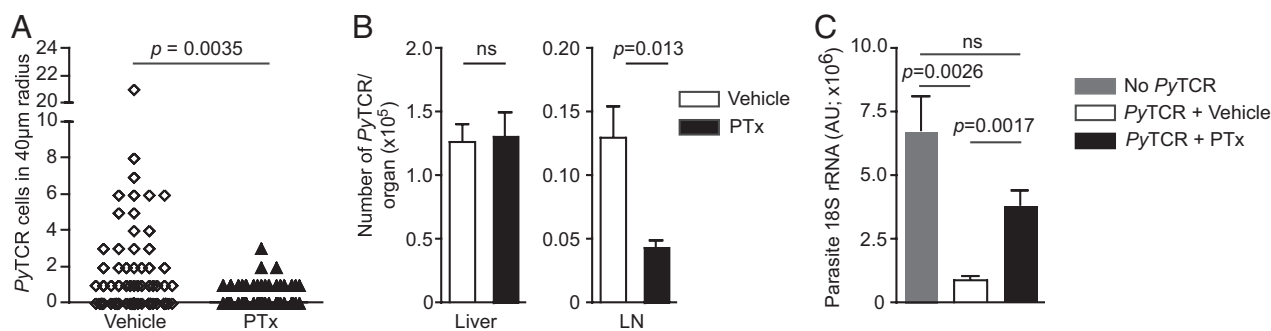 A
PyTCR cells in 40µm radius
24
22
20
10
8
6
4
2
0
p = 0.0035
Vehicle
PTx
B
Number of PyTCR/
organ (x10⁵)
2.0
1.5
1.0
0.5
0
ns
Liver
0.20
0.15
0.10
0.05
0.00
p=0.013
LN
Vehicle
PTx
C
Parasite 18S rRNA (AU; x10⁶)
10
7.5
5.0
2.5
0
ns
p=0.0026
p=0.0017
No PyTCR
PyTCR + Vehicle
PyTCR + PTx